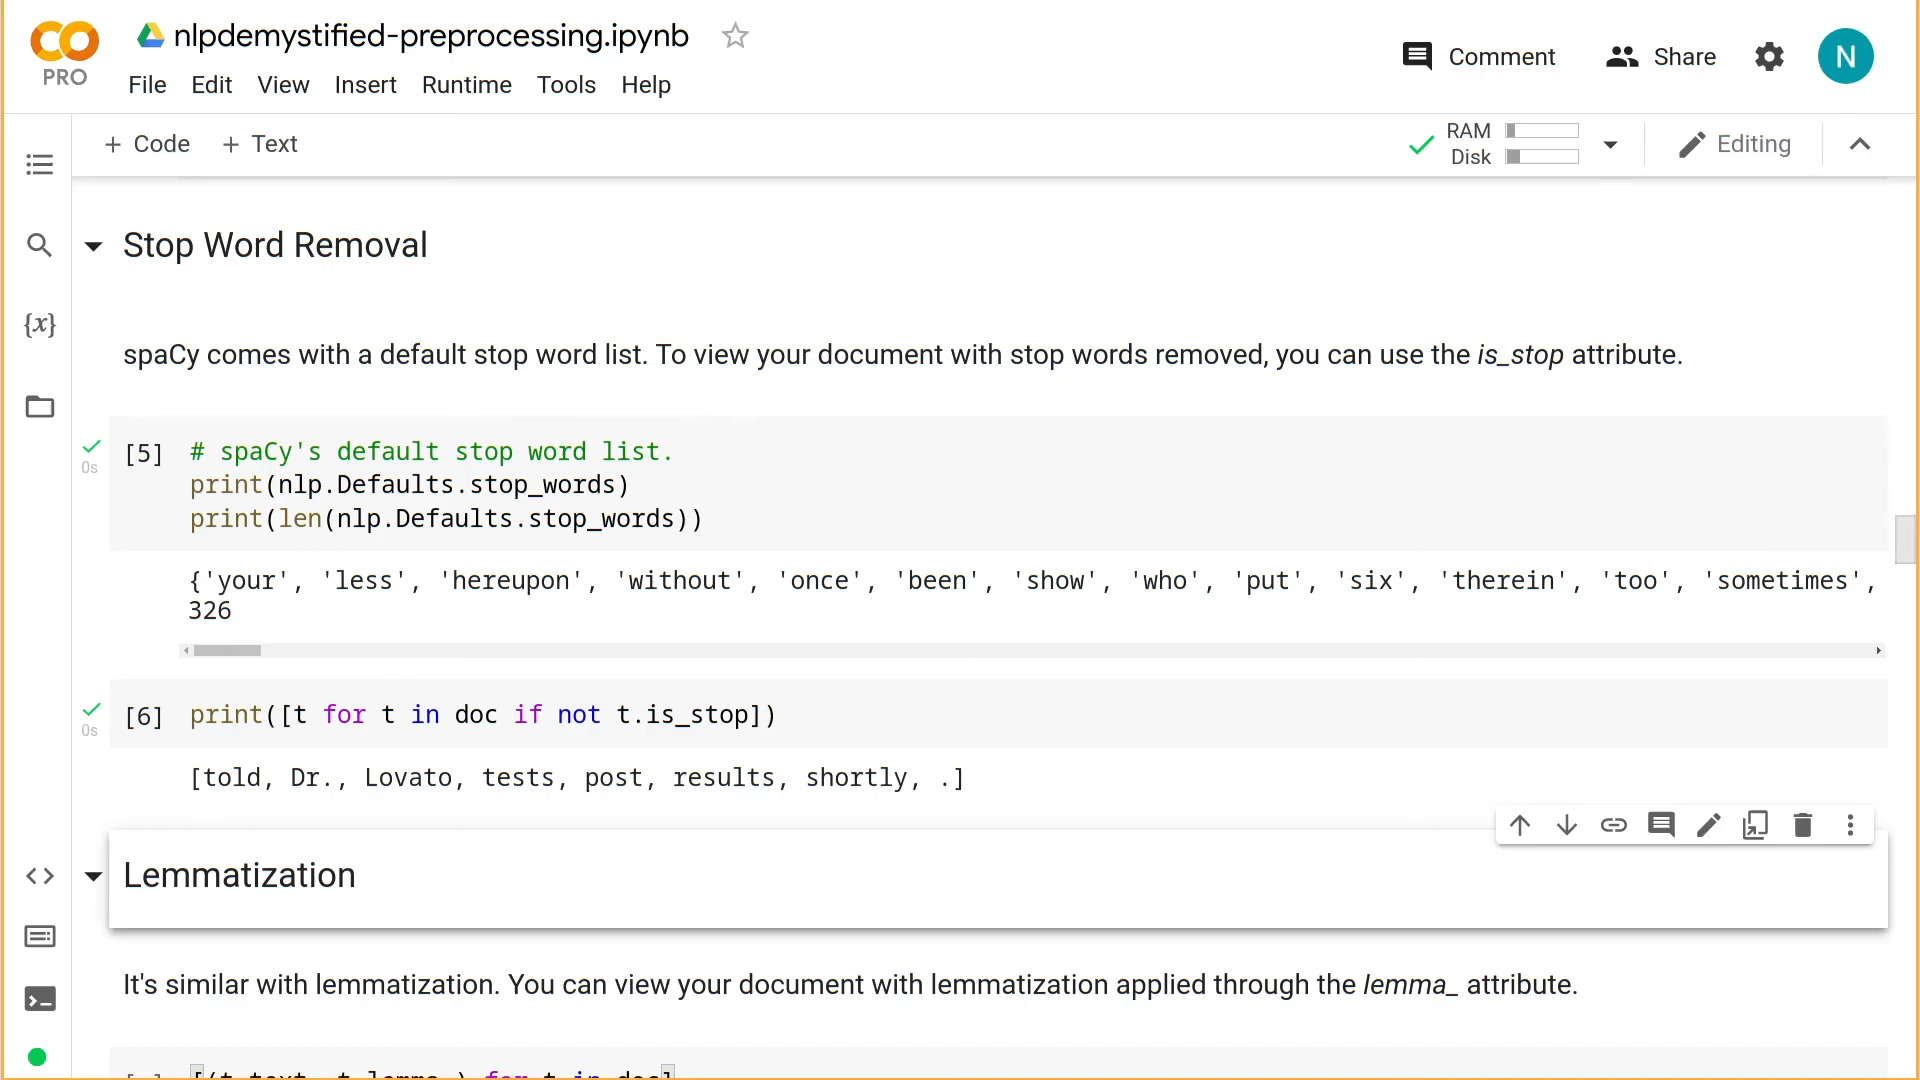 nlpdemystified-preprocessing.ipynb
PRO
File Edit View Insert Runtime Tools Help
Comment
Share
N
+ Code + Text
RAM
Disk
Editing
Stop Word Removal
{x}
spaCy comes with a default stop word list. To view your document with stop words removed, you can use the is_stop attribute.
[5] # spaCy's default stop word list.
0s
print(nlp.Defaults.stop_words)
print(len(nlp.Defaults.stop_words))
{'your', 'less', 'hereupon', 'without', 'once', 'been', 'show', 'who', 'put', 'six', 'therein', 'too', 'sometimes',
326
[6] print([t for t in doc if not t.is_stop])
0s
[told, Dr., Lovato, tests, post, results, shortly, .]
Lemmatization
It's similar with lemmatization. You can view your document with lemmatization applied through the lemma_ attribute.
[(t.text, t.lemma_) for t in doc]